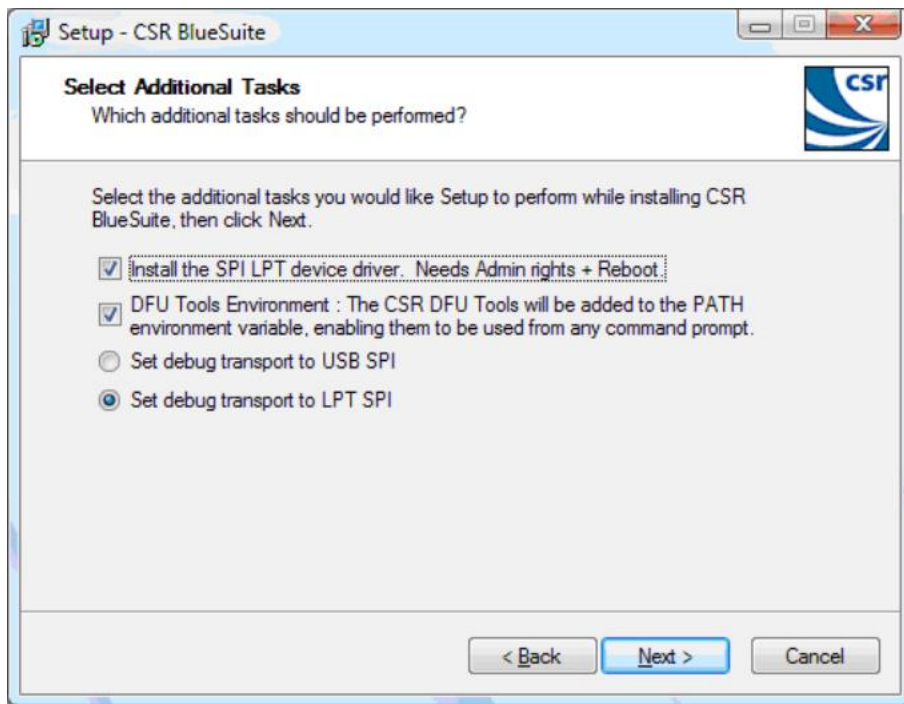 Setup - CSR BlueSuite
Select Additional Tasks
Which additional tasks should be performed?
csr
Select the additional tasks you would like Setup to perform while installing CSR
BlueSuite, then click Next.
Install the SPI LPT device driver.  Needs Admin rights + Reboot.
DFU Tools Environment : The CSR DFU Tools will be added to the PATH
environment variable, enabling them to be used from any command prompt.
Set debug transport to USB SPI
Set debug transport to LPT SPI
< Back
Next >
Cancel